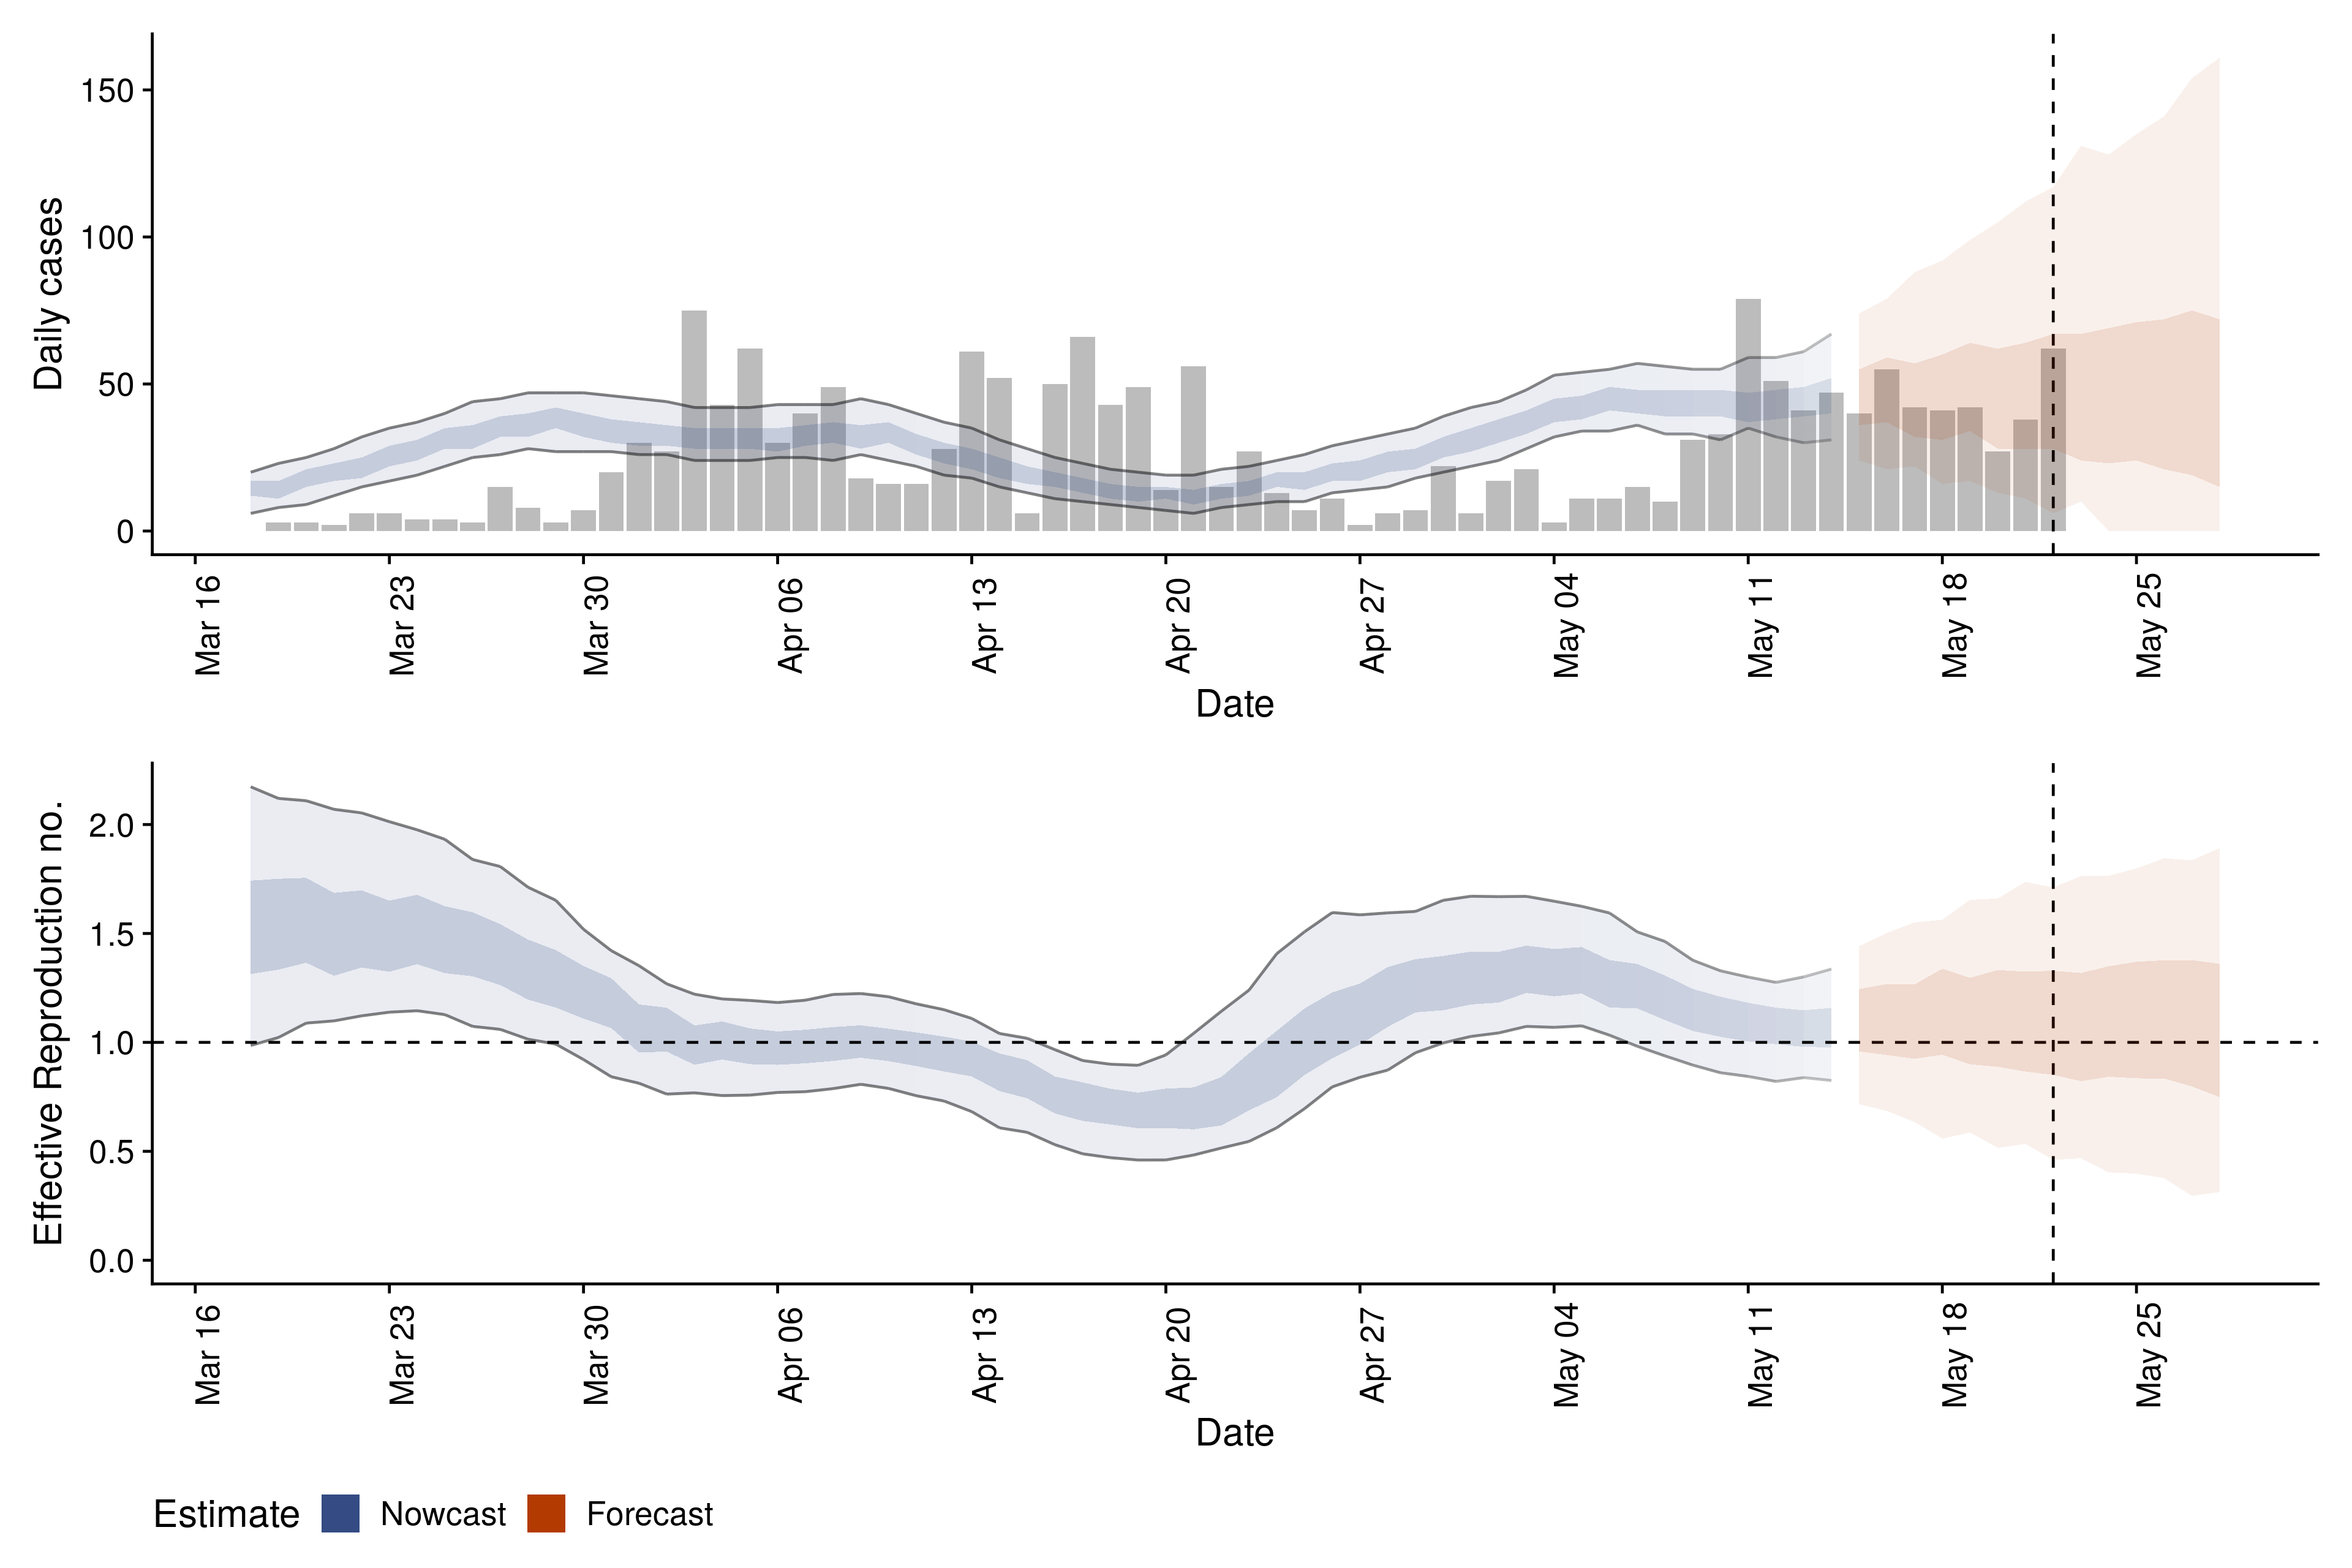 Daily cases
150
100
50
0
Mar 16
Mar 23
Mar 30
Apr 06
Apr 13
Apr 20
Apr 27
May 04
May 11
May 18
May 25
Date
Effective Reproduction no.
2.0
1.5
1.0
0.5
0.0
Mar 16
Mar 23
Mar 30
Apr 06
Apr 13
Apr 20
Apr 27
May 04
May 11
May 18
May 25
Date
Estimate Nowcast Forecast